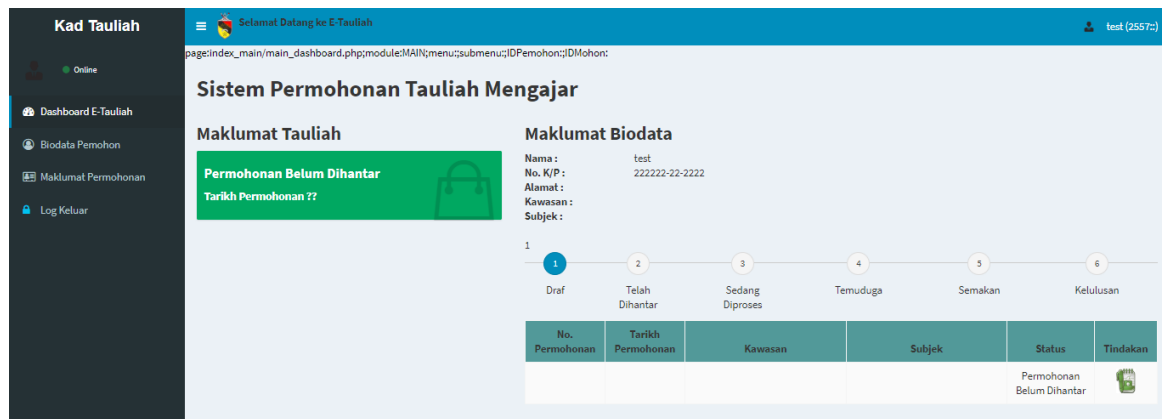 Kad Tauliah
Selamat Datang ke E-Tauliah
test (2557::)
Online
Dashboard E-Tauliah
Biodata Pemohon
Maklumat Permohonan
Log Keluar
page:index_main/main_dashboard.php;module:MAIN;menu:;submenu:;IDPemohon:;IDMohon:
Sistem Permohonan Tauliah Mengajar
Maklumat Tauliah
Permohonan Belum Dihantar
Tarikh Permohonan ??
Maklumat Biodata
Nama : test
No. K/P : 222222-22-2222
Alamat :
Kawasan :
Subjek :
1
1 2 3 4 5 6
Draf Telah Sedang Temuduga Semakan Kelulusan
Dihantar Diproses
No. Tarikh
Permohonan Permohonan Kawasan Subjek Status Tindakan
Permohonan
Belum Dihantar